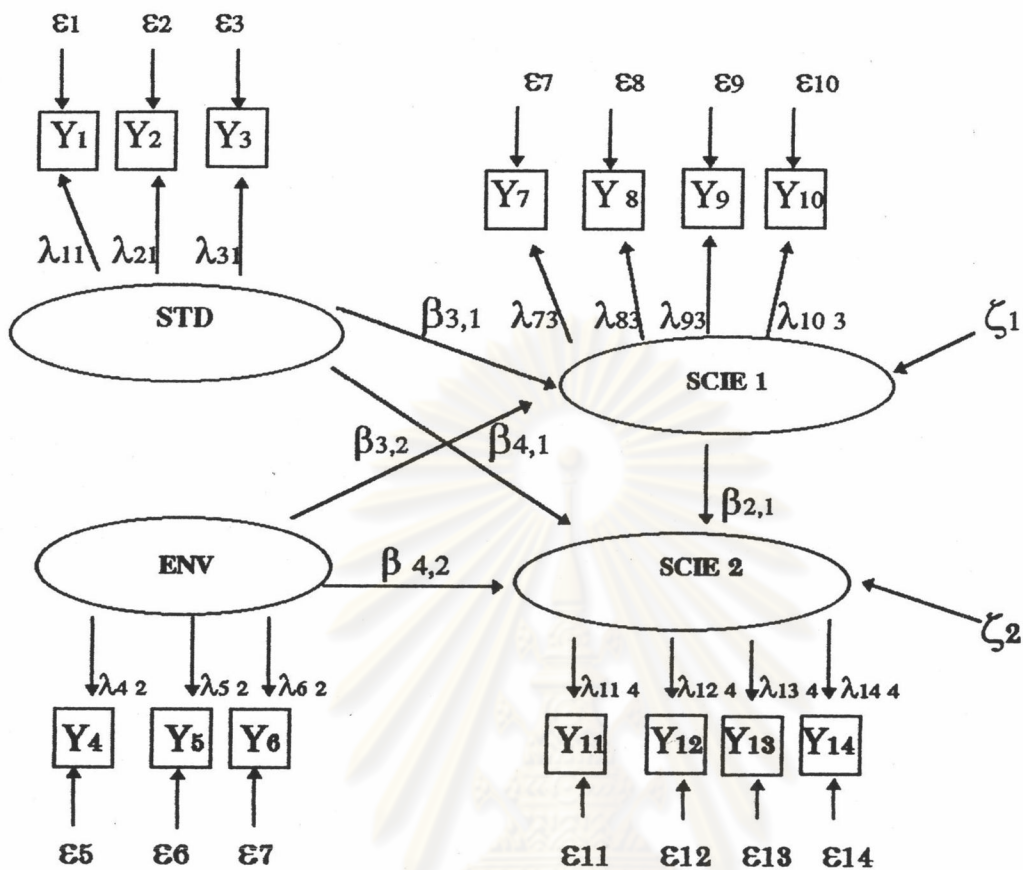 ε1 ε2 ε3
ε7 ε8 ε9 ε10
Y1 Y2 Y3
Y7 Y 8 Y9 Y10
λ11 λ21 λ31
λ73 λ83 λ93 λ10 3
ζ1
STD
β3,1
SCIE 1
β3,2 β4,1
β2,1
ENV
β 4,2
SCIE 2
ζ2
λ4 2 λ5 2 λ6 2
λ11 4 λ12 4 λ13 4 λ14 4
Y4 Y5 Y6
Y11 Y12 Y13 Y14
ε5 ε6 ε7
ε11 ε12 ε13 ε14